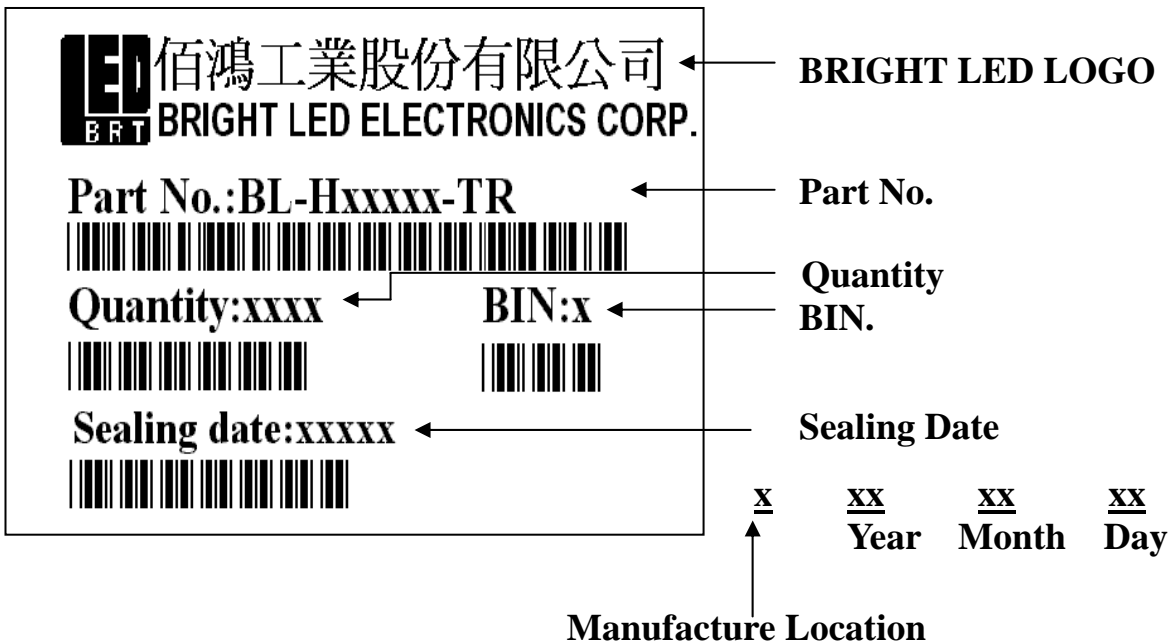 LED 佰鴻工業股份有限公司
BRT BRIGHT LED ELECTRONICS CORP.
BRIGHT LED LOGO
Part No.:BL-Hxxxxx-TR
Part No.
Quantity:xxxx
BIN:x
Quantity
BIN.
Sealing date:xxxxx
Sealing Date
x xx xx xx
Year Month Day
Manufacture Location